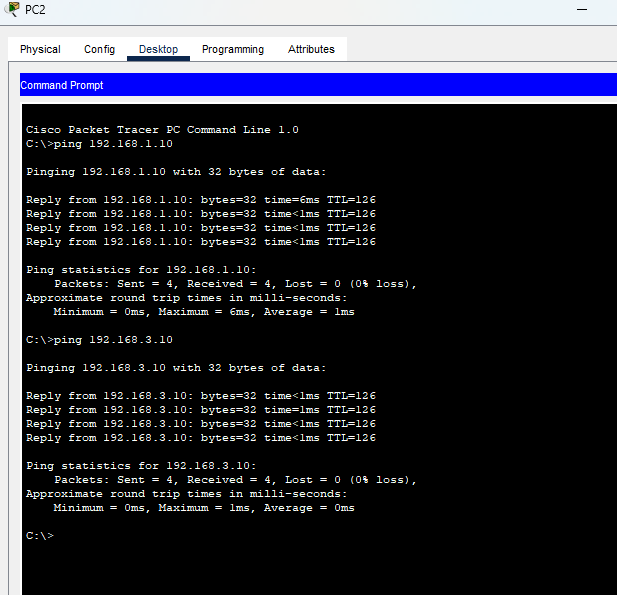 PC2
Physical Config Desktop Programming Attributes
Command Prompt
Cisco Packet Tracer PC Command Line 1.0
C:\>ping 192.168.1.10
Pinging 192.168.1.10 with 32 bytes of data:
Reply from 192.168.1.10: bytes=32 time=6ms TTL=126
Reply from 192.168.1.10: bytes=32 time<1ms TTL=126
Reply from 192.168.1.10: bytes=32 time<1ms TTL=126
Reply from 192.168.1.10: bytes=32 time<1ms TTL=126
Ping statistics for 192.168.1.10:
    Packets: Sent = 4, Received = 4, Lost = 0 (0% loss),
Approximate round trip times in milli-seconds:
    Minimum = 0ms, Maximum = 6ms, Average = 1ms
C:\>ping 192.168.3.10
Pinging 192.168.3.10 with 32 bytes of data:
Reply from 192.168.3.10: bytes=32 time<1ms TTL=126
Reply from 192.168.3.10: bytes=32 time=1ms TTL=126
Reply from 192.168.3.10: bytes=32 time<1ms TTL=126
Reply from 192.168.3.10: bytes=32 time<1ms TTL=126
Ping statistics for 192.168.3.10:
    Packets: Sent = 4, Received = 4, Lost = 0 (0% loss),
Approximate round trip times in milli-seconds:
    Minimum = 0ms, Maximum = 1ms, Average = 0ms
C:\>